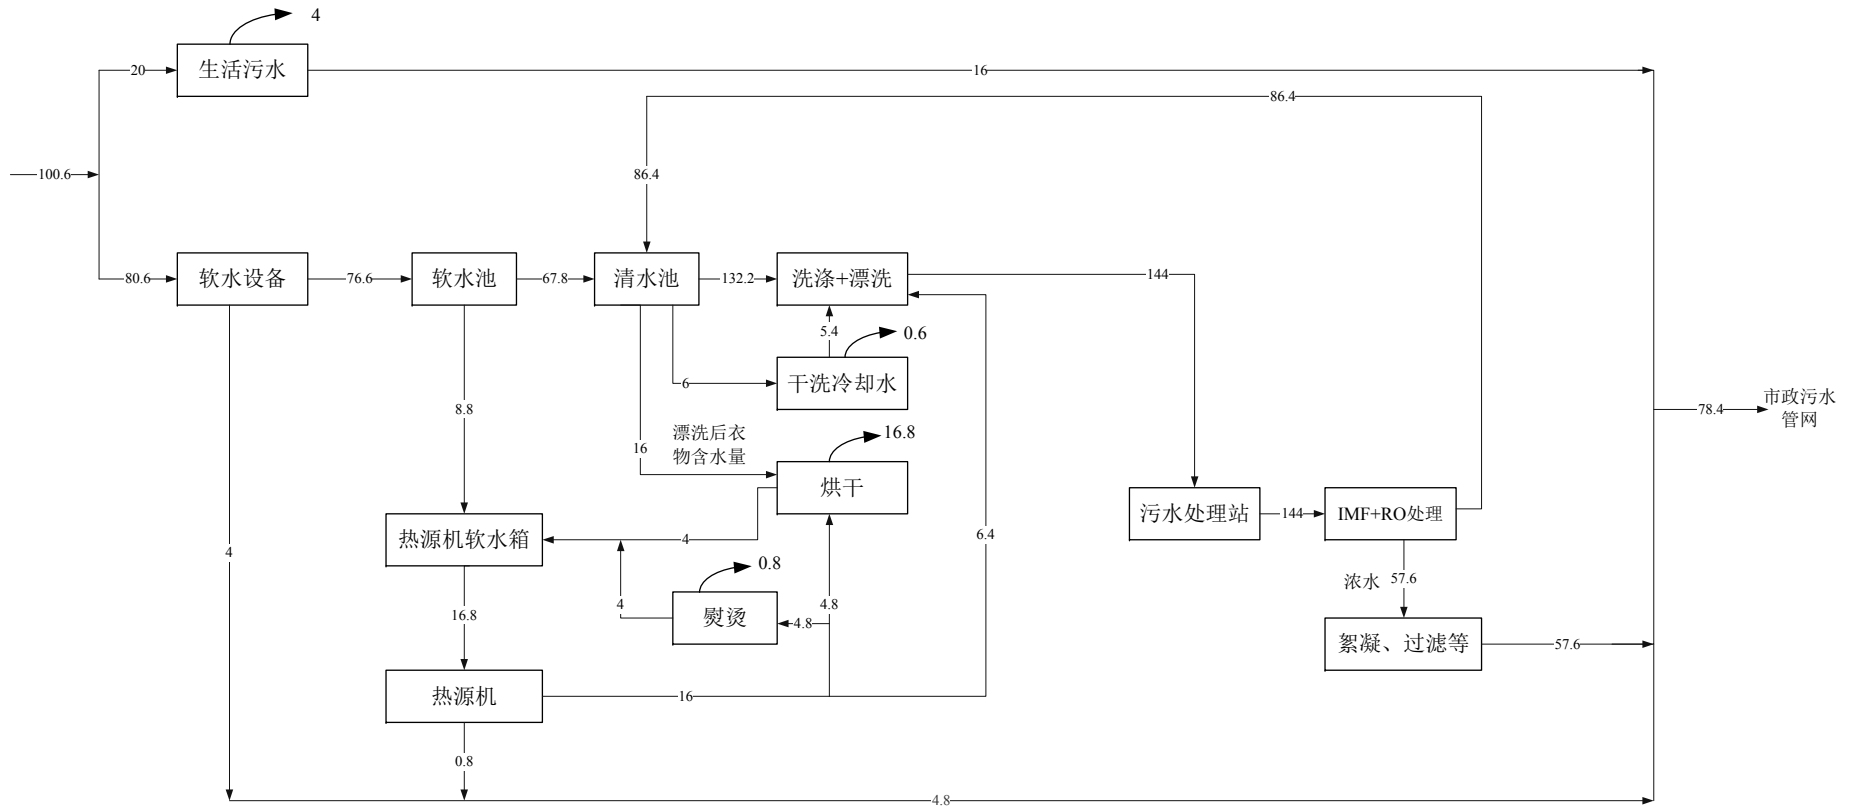 4
20
生活污水
16
86.4
100.6
86.4
80.6
软水设备
76.6
软水池
67.8
清水池
132.2
洗涤+漂洗
144
5.4
0.6
6
干洗冷却水
市政污水
管网
78.4
8.8
漂洗后衣
物含水量
16
16.8
烘干
污水处理站
144
IMF+RO处理
6.4
热源机软水箱
4
4
0.8
浓水
57.6
4
4.8
16.8
熨烫
4.8
絮凝、过滤等
57.6
热源机
16
0.8
4.8